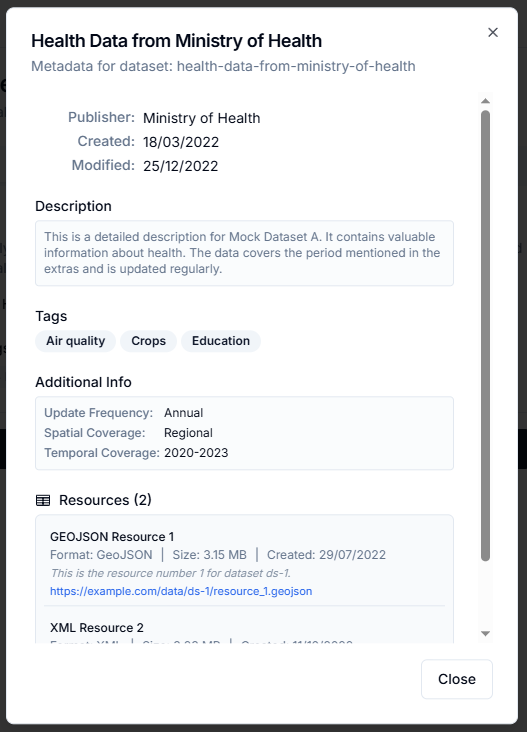 Health Data from Ministry of Health
Metadata for dataset: health-data-from-ministry-of-health
Publisher: Ministry of Health
Created: 18/03/2022
Modified: 25/12/2022
Description
This is a detailed description for Mock Dataset A. It contains valuable
information about health. The data covers the period mentioned in the
extras and is updated regularly.
Tags
Air quality Crops Education
Additional Info
Update Frequency: Annual
Spatial Coverage: Regional
Temporal Coverage: 2020-2023
Resources (2)
GEOJSON Resource 1
Format: GeoJSON | Size: 3.15 MB | Created: 29/07/2022
This is the resource number 1 for dataset ds-1.
https://example.com/data/ds-1/resource_1.geojson
XML Resource 2
Format: XML | Size: MB | Created:
Close